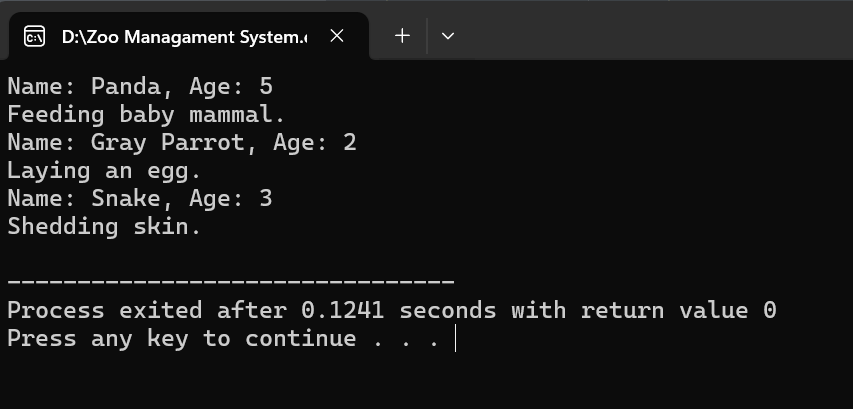 D:\Zoo Managament System.e
Name: Panda, Age: 5
Feeding baby mammal.
Name: Gray Parrot, Age: 2
Laying an egg.
Name: Snake, Age: 3
Shedding skin.
--------------------------------
Process exited after 0.1241 seconds with return value 0
Press any key to continue . . .